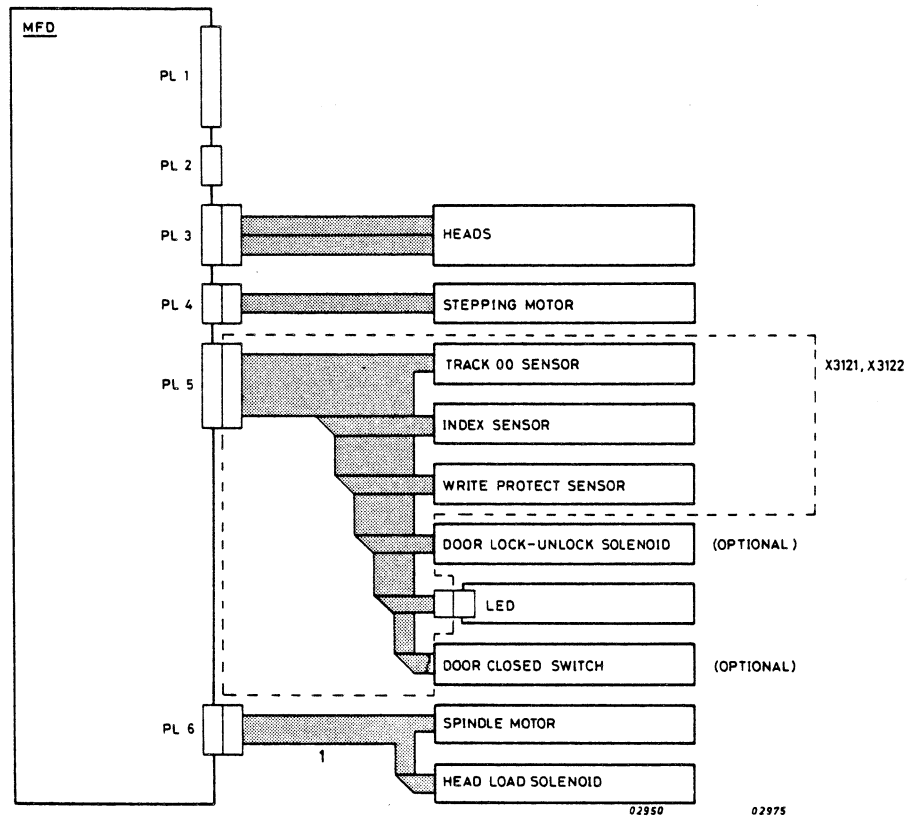 MFD
PL 1
PL 2
PL 3
HEADS
PL 4
STEPPING MOTOR
TRACK 00 SENSOR
X3121, X3122
PL 5
INDEX SENSOR
WRITE PROTECT SENSOR
DOOR LOCK-UNLOCK SOLENOID (OPTIONAL)
LED
DOOR CLOSED SWITCH (OPTIONAL)
PL 6
SPINDLE MOTOR
1
HEAD LOAD SOLENOID
02950 02975